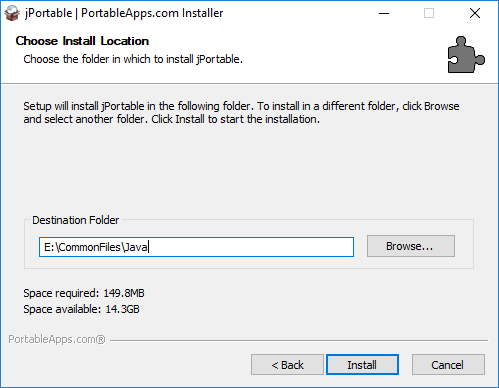 jPortable | PortableApps.com Installer
Choose Install Location
Choose the folder in which to install jPortable.
Setup will install jPortable in the following folder. To install in a different folder, click Browse
and select another folder. Click Install to start the installation.
Destination Folder
E:\CommonFiles\Java
Browse...
Space required: 149.8MB
Space available: 14.3GB
PortableApps.com®
< Back
Install
Cancel